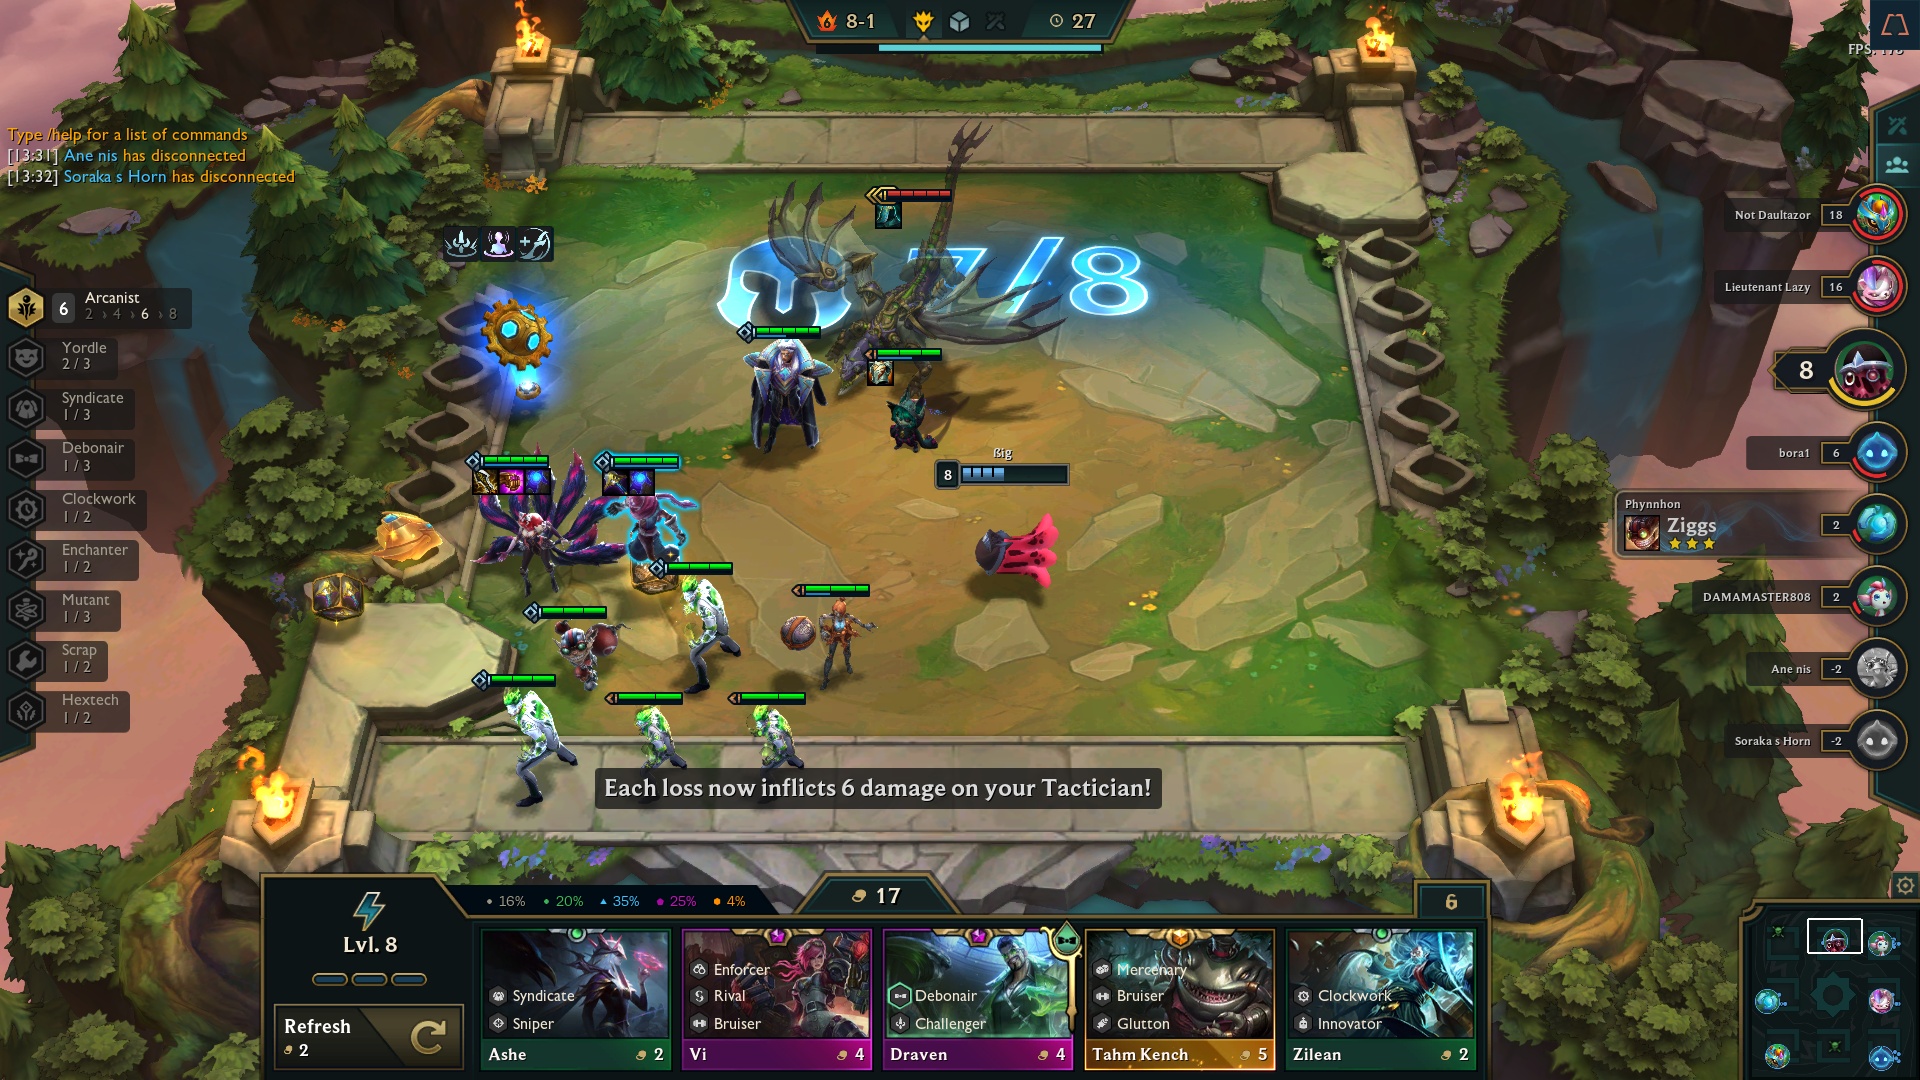 8-1
27
FPS:
Type /help for a list of commands
[13:31] Ane nis has disconnected
[13:32] Soraka s Horn has disconnected
7/8
6
Arcanist
2 › 4 › 6 › 8
Yordle
2 / 3
Syndicate
1 / 3
Debonair
1 / 3
Clockwork
1 / 2
Enchanter
1 / 2
Mutant
1 / 3
Scrap
1 / 2
Hextech
1 / 2
8
Not Daultazor 18
Lieutenant Lazy 16
8
bora1 6
Phynnhon
Ziggs
2
DAMAMASTER808 2
Ane nis -2
Soraka s Horn -2
Each loss now inflicts 6 damage on your Tactician!
16% 20% 35% 25% 4%
17
6
Lvl. 8
Refresh
2
Syndicate
Sniper
Ashe 2
Enforcer
Rival
Bruiser
Vi 4
Debonair
Challenger
Draven 4
Mercenary
Bruiser
Glutton
Tahm Kench 5
Clockwork
Innovator
Zilean 2